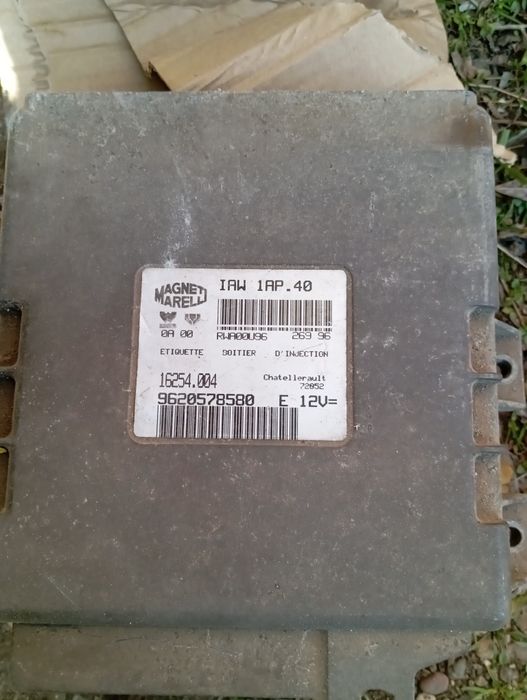 MAGNETI MARELLI
IAW 1AP.40
0A 00 RWA00U96 269 96
ETIQUETTE BOITIER D'INJECTION
16254.004 Chatellerault
72852
9620578580 E 12V=